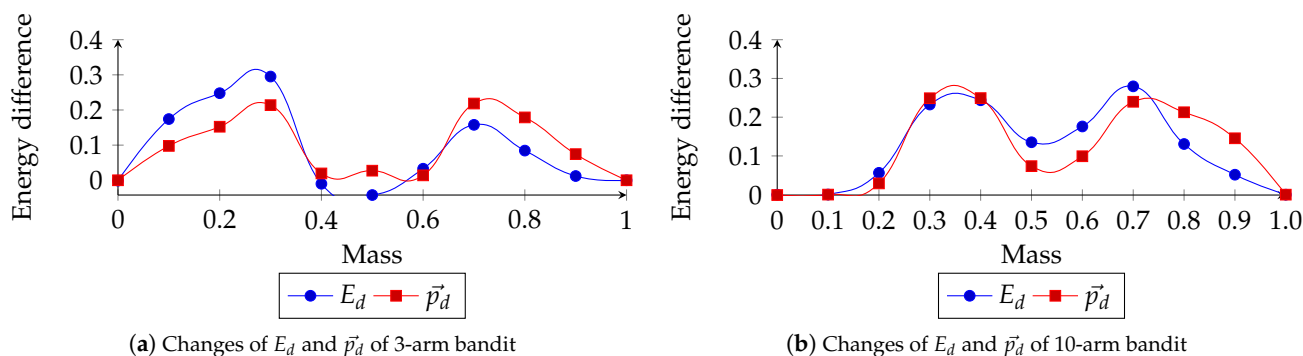 Energy difference
0.4
0.3
0.2
0.1
0
0 0.2 0.4 0.6 0.8 1
Mass
E_d p⃗_d
(a) Changes of E_d and p⃗_d of 3-arm bandit
Energy difference
0.4
0.3
0.2
0.1
0
0 0.1 0.2 0.3 0.4 0.5 0.6 0.7 0.8 0.9 1.0
Mass
E_d p⃗_d
(b) Changes of E_d and p⃗_d of 10-arm bandit